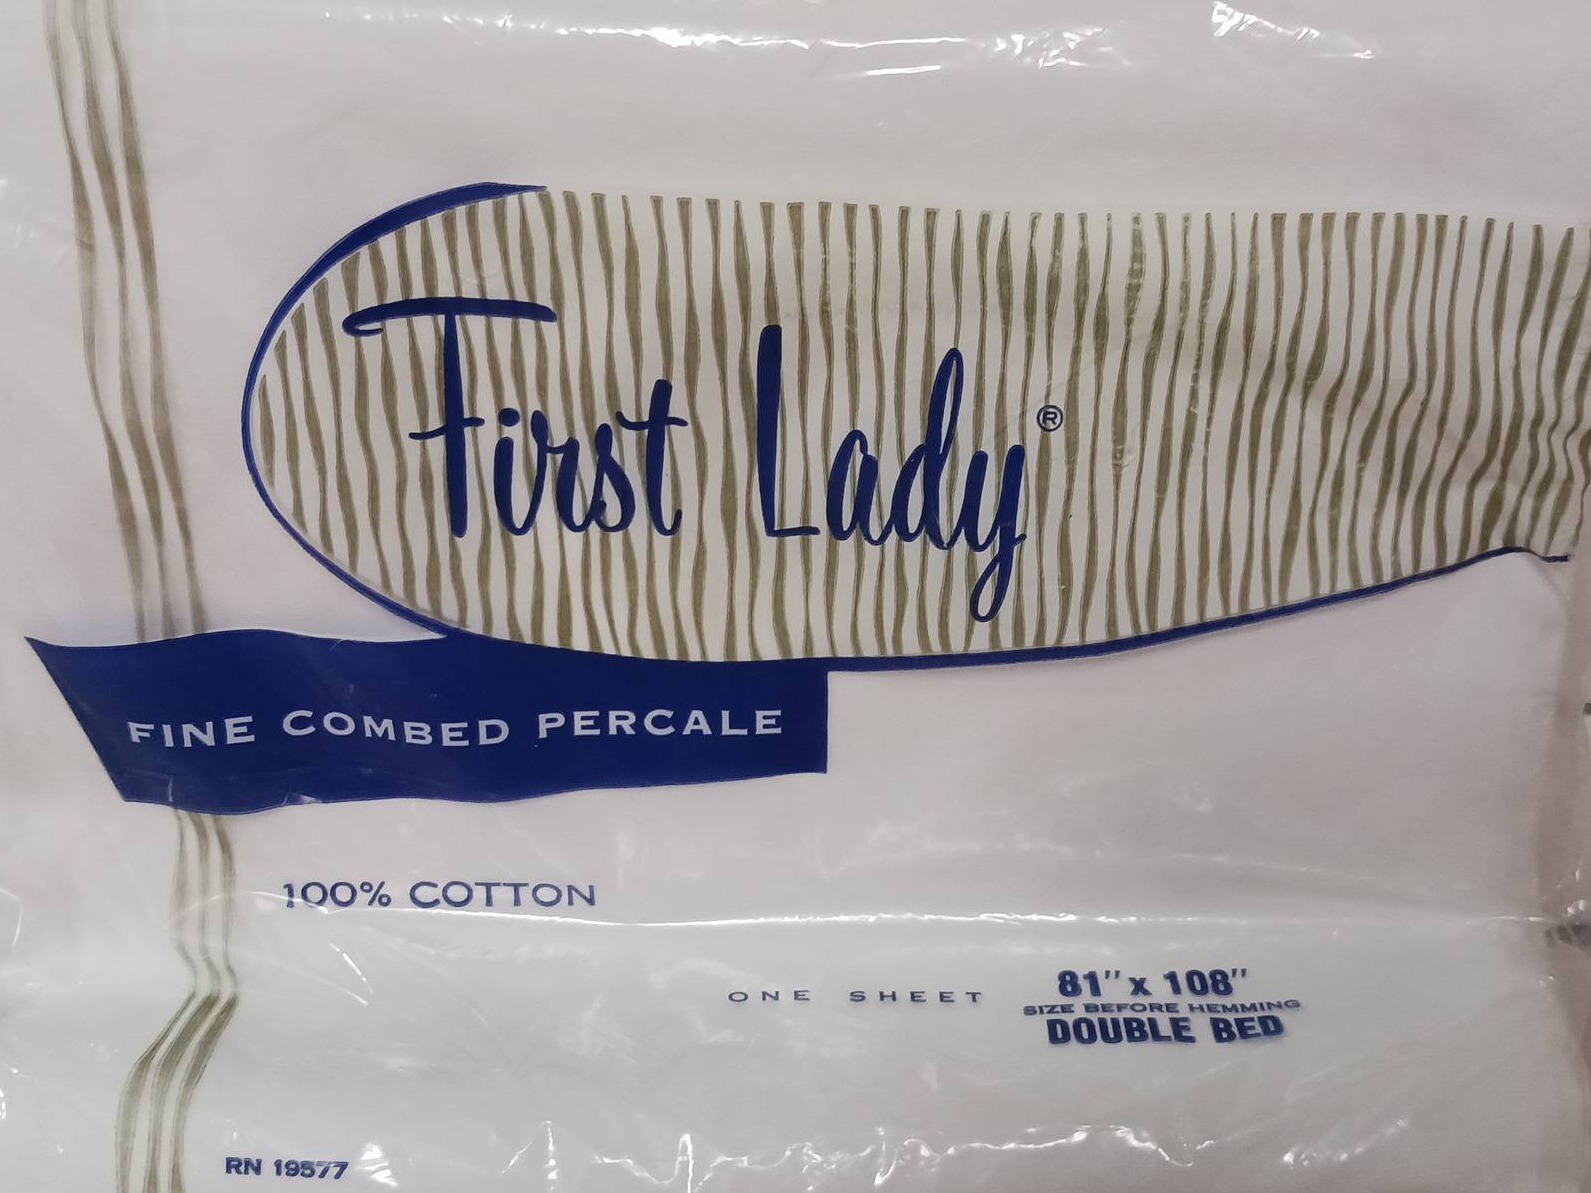 First Lady®
FINE COMBED PERCALE
100% COTTON
ONE SHEET
81" x 108"
SIZE BEFORE HEMMING
DOUBLE BED
RN 19577